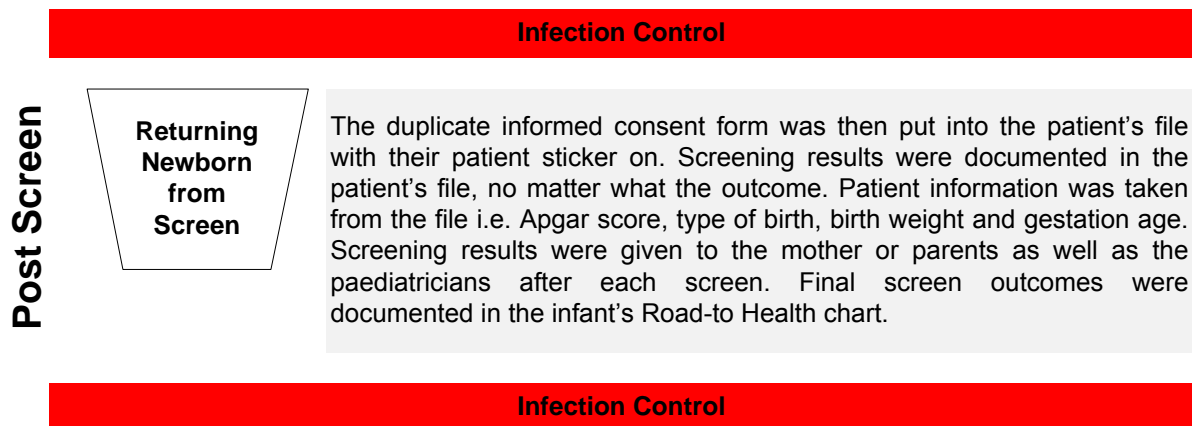 Infection Control
Post Screen
Returning
Newborn
from
Screen
The duplicate informed consent form was then put into the patient's file
with their patient sticker on. Screening results were documented in the
patient's file, no matter what the outcome. Patient information was taken
from the file i.e. Apgar score, type of birth, birth weight and gestation age.
Screening results were given to the mother or parents as well as the
paediatricians after each screen. Final screen outcomes were
documented in the infant's Road-to Health chart.
Infection Control